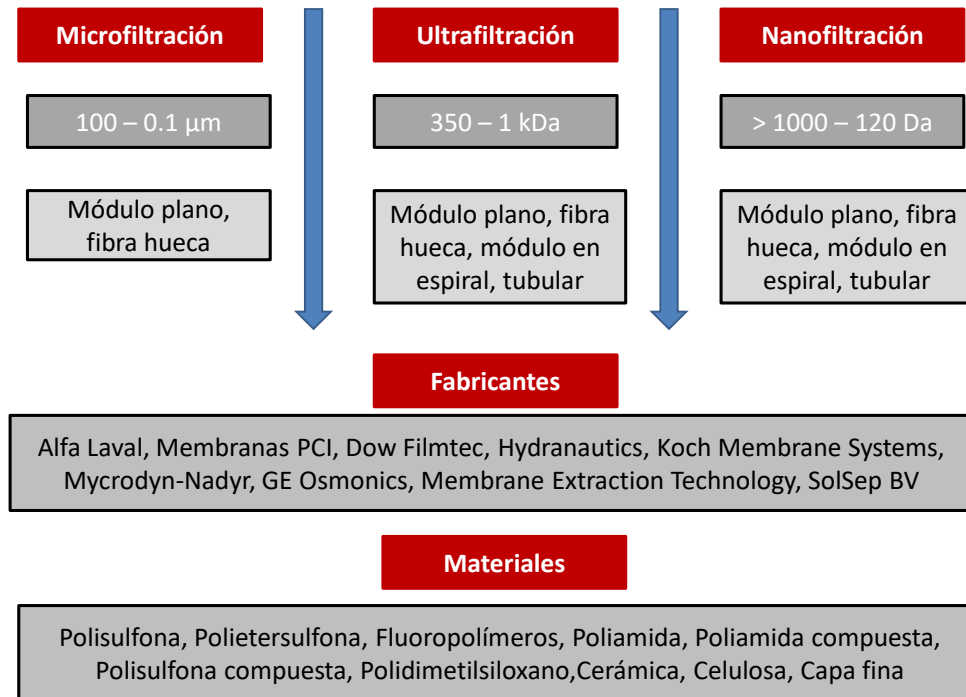 Microfiltración
Ultrafiltración
Nanofiltración
100 – 0.1 µm
350 – 1 kDa
> 1000 – 120 Da
Módulo plano,
fibra hueca
Módulo plano, fibra
hueca, módulo en
espiral, tubular
Módulo plano, fibra
hueca, módulo en
espiral, tubular
Fabricantes
Alfa Laval, Membranas PCI, Dow Filmtec, Hydranautics, Koch Membrane Systems,
Mycrodyn-Nadyr, GE Osmonics, Membrane Extraction Technology, SolSep BV
Materiales
Polisulfona, Polietersulfona, Fluoropolímeros, Poliamida, Poliamida compuesta,
Polisulfona compuesta, Polidimetilsiloxano,Cerámica, Celulosa, Capa fina